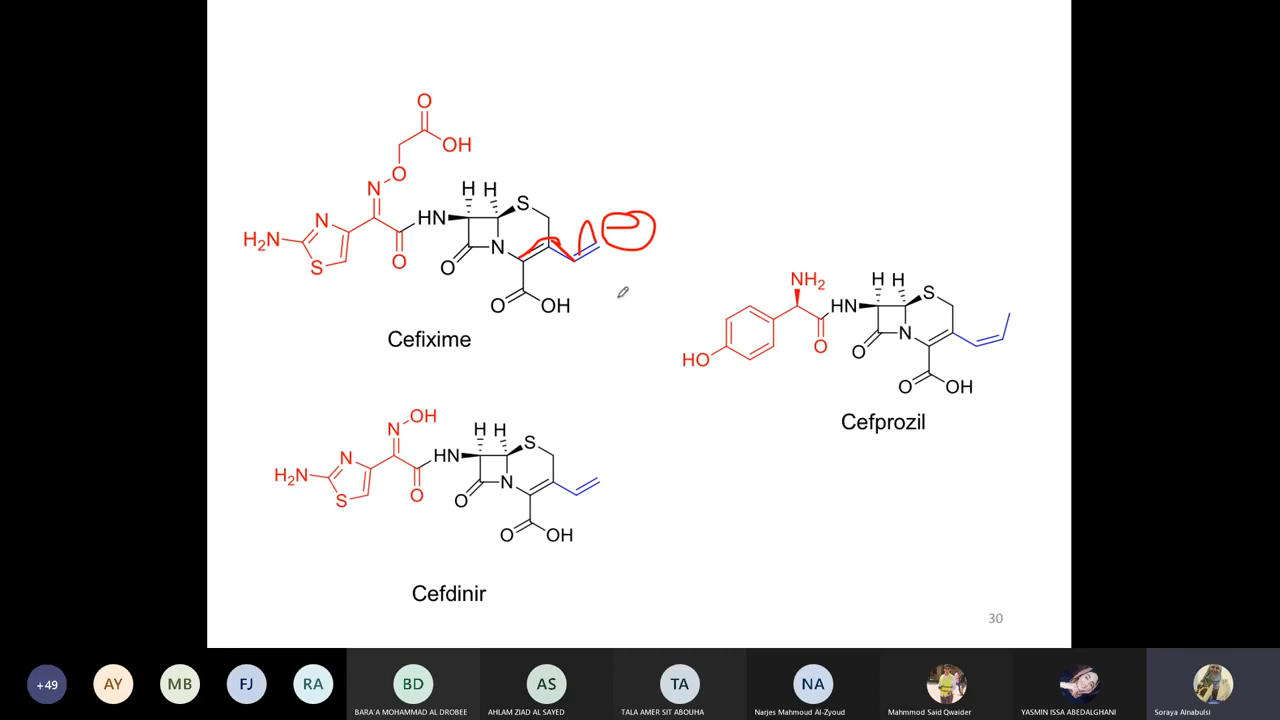 O
OH
O
N
H₂N
N
S
O
HN
H H
S
N
O
O
OH
Cefixime
NH₂
HO
O
HN
H H
S
N
O
O
OH
Cefprozil
OH
N
H₂N
N
S
O
HN
H H
S
N
O
O
OH
Cefdinir
30
+49
AY
MB
FJ
RA
BD
BARA'A MOHAMMAD AL DROBEE
AS
AHLAM ZIAD AL SAYED
TA
TALA AMER SIT ABOUHA
NA
Narjes Mahmoud Al-Zyoud
Mahmmod Said Qwaider
YASMIN ISSA ABEDALGHANI
Soraya Alnabulsi